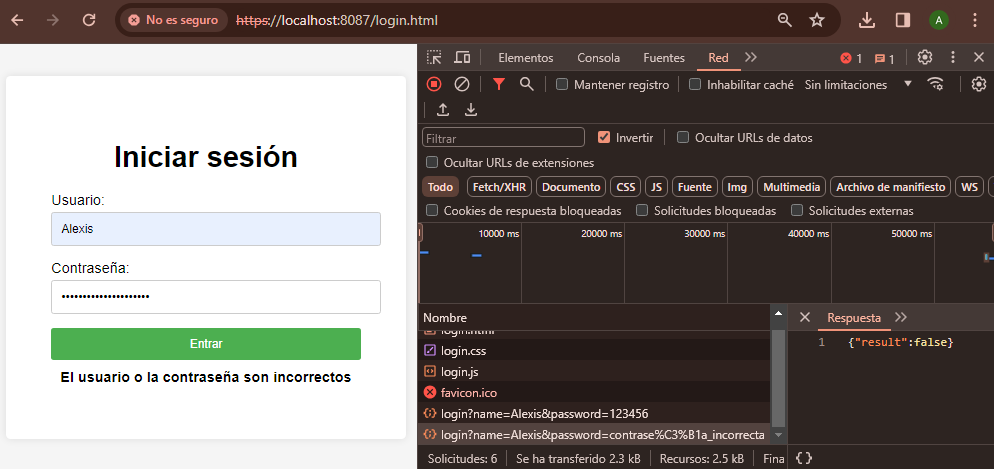 No es seguro https://localhost:8087/login.html A
Iniciar sesión
Usuario:
Alexis
Contraseña:
Entrar
El usuario o la contraseña son incorrectos
Elementos Consola Fuentes Red 1 1
Mantener registro Inhabilitar caché Sin limitaciones
Filtrar Invertir Ocultar URLs de datos
Ocultar URLs de extensiones
Todo Fetch/XHR Documento CSS JS Fuente Img Multimedia Archivo de manifiesto WS
Cookies de respuesta bloqueadas Solicitudes bloqueadas Solicitudes externas
10000 ms 20000 ms 30000 ms 40000 ms 50000 ms
Nombre
login.html
login.css
login.js
favicon.ico
login?name=Alexis&password=123456
login?name=Alexis&password=contrase%C3%B1a_incorrecta
Solicitudes: 6 Se ha transferido 2.3 kB Recursos: 2.5 kB Fina
Respuesta
1 {"result":false}
{}